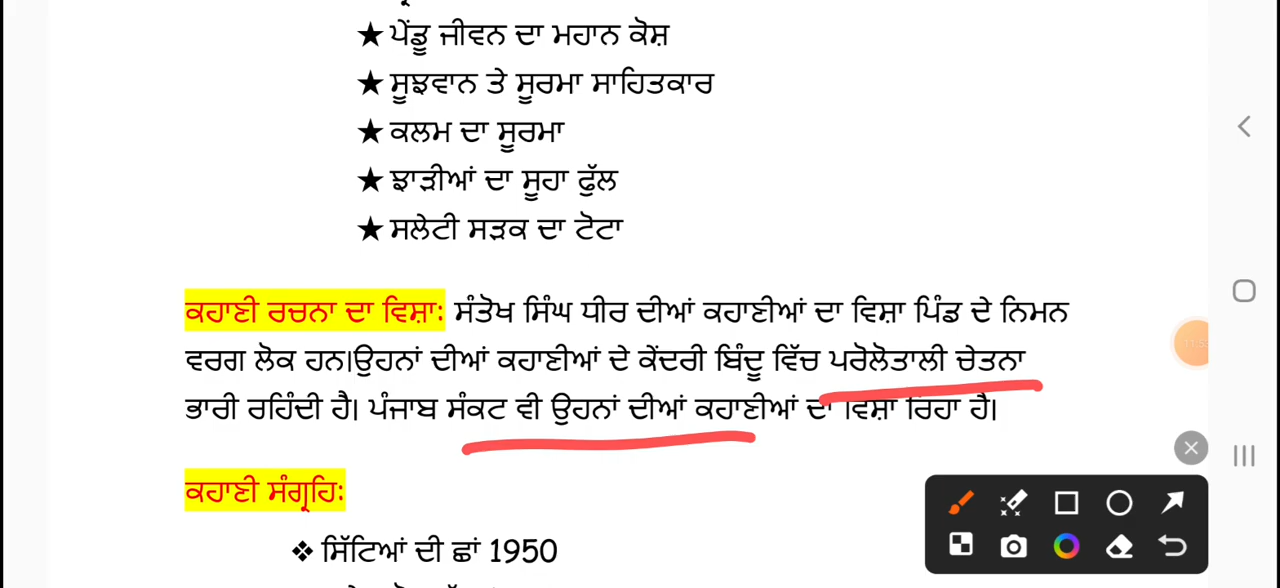 ★ ਪੇਂਡੂ ਜੀਵਨ ਦਾ ਮਹਾਨ ਕੋਸ਼
★ ਸੂਝਵਾਨ ਤੇ ਸੂਰਮਾ ਸਾਹਿਤਕਾਰ
★ ਕਲਮ ਦਾ ਸੂਰਮਾ
★ ਝਾੜੀਆਂ ਦਾ ਸੂਹਾ ਫੁੱਲ
★ ਸਲੇਟੀ ਸੜਕ ਦਾ ਟੋਟਾ
ਕਹਾਣੀ ਰਚਨਾ ਦਾ ਵਿਸ਼ਾ: ਸੰਤੋਖ ਸਿੰਘ ਧੀਰ ਦੀਆਂ ਕਹਾਣੀਆਂ ਦਾ ਵਿਸ਼ਾ ਪਿੰਡ ਦੇ ਨਿਮਨ
ਵਰਗ ਲੋਕ ਹਨ।ਉਹਨਾਂ ਦੀਆਂ ਕਹਾਣੀਆਂ ਦੇ ਕੇਂਦਰੀ ਬਿੰਦੂ ਵਿੱਚ ਪਰੋਲੋਤਾਲੀ ਚੇਤਨਾ
ਭਾਰੀ ਰਹਿੰਦੀ ਹੈ। ਪੰਜਾਬ ਸੰਕਟ ਵੀ ਉਹਨਾਂ ਦੀਆਂ ਕਹਾਣੀਆਂ ਦਾ ਵਿਸ਼ਾ ਰਿਹਾ ਹੈ।
ਕਹਾਣੀ ਸੰਗ੍ਰਹਿ:
❖ ਸਿੱਟਿਆਂ ਦੀ ਛਾਂ 1950